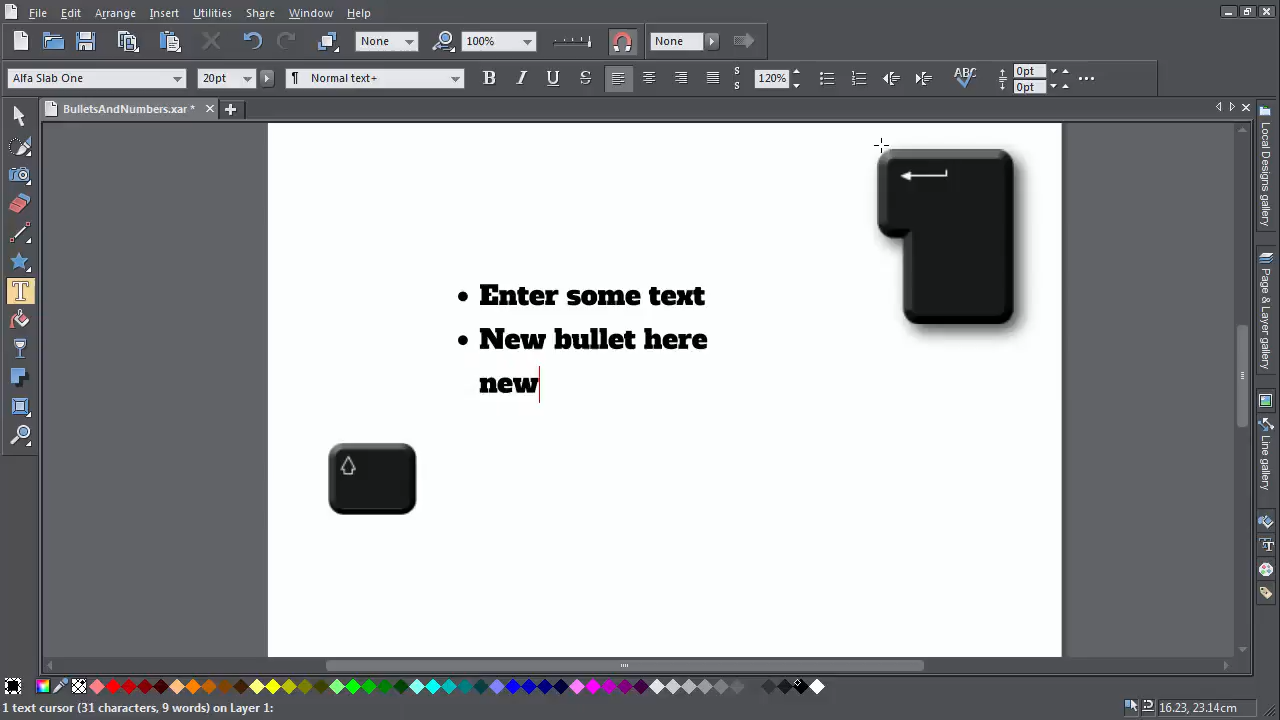 File Edit Arrange Insert Utilities Share Window Help
None 100% None
Alfa Slab One 20pt ¶ Normal text+ B I U S S S 120% ABC 0pt
0pt
BulletsAndNumbers.xar *
Local Designs gallery
Page & Layer gallery
Line gallery
• Enter some text
• New bullet here
new
1 text cursor (31 characters, 9 words) on Layer 1: 16.23, 23.14cm